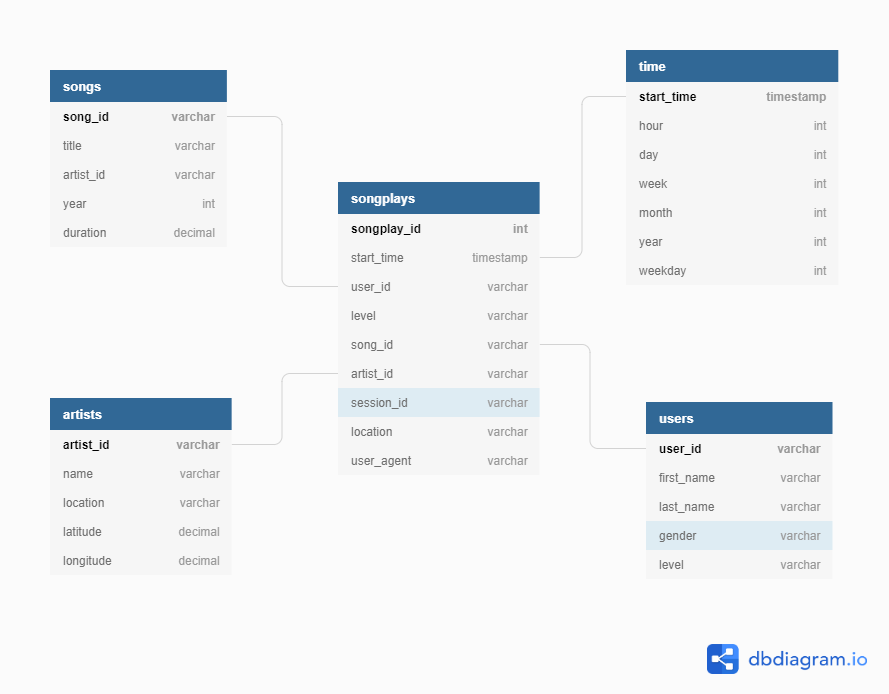 songs
song_id varchar
title varchar
artist_id varchar
year int
duration decimal
artists
artist_id varchar
name varchar
location varchar
latitude decimal
longitude decimal
songplays
songplay_id int
start_time timestamp
user_id varchar
level varchar
song_id varchar
artist_id varchar
session_id varchar
location varchar
user_agent varchar
time
start_time timestamp
hour int
day int
week int
month int
year int
weekday int
users
user_id varchar
first_name varchar
last_name varchar
gender varchar
level varchar
dbdiagram.io